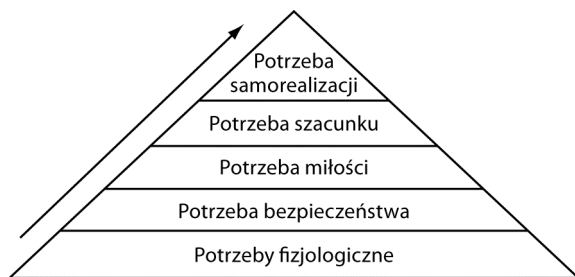 Potrzeba
samorealizacji
Potrzeba szacunku
Potrzeba miłości
Potrzeba bezpieczeństwa
Potrzeby fizjologiczne